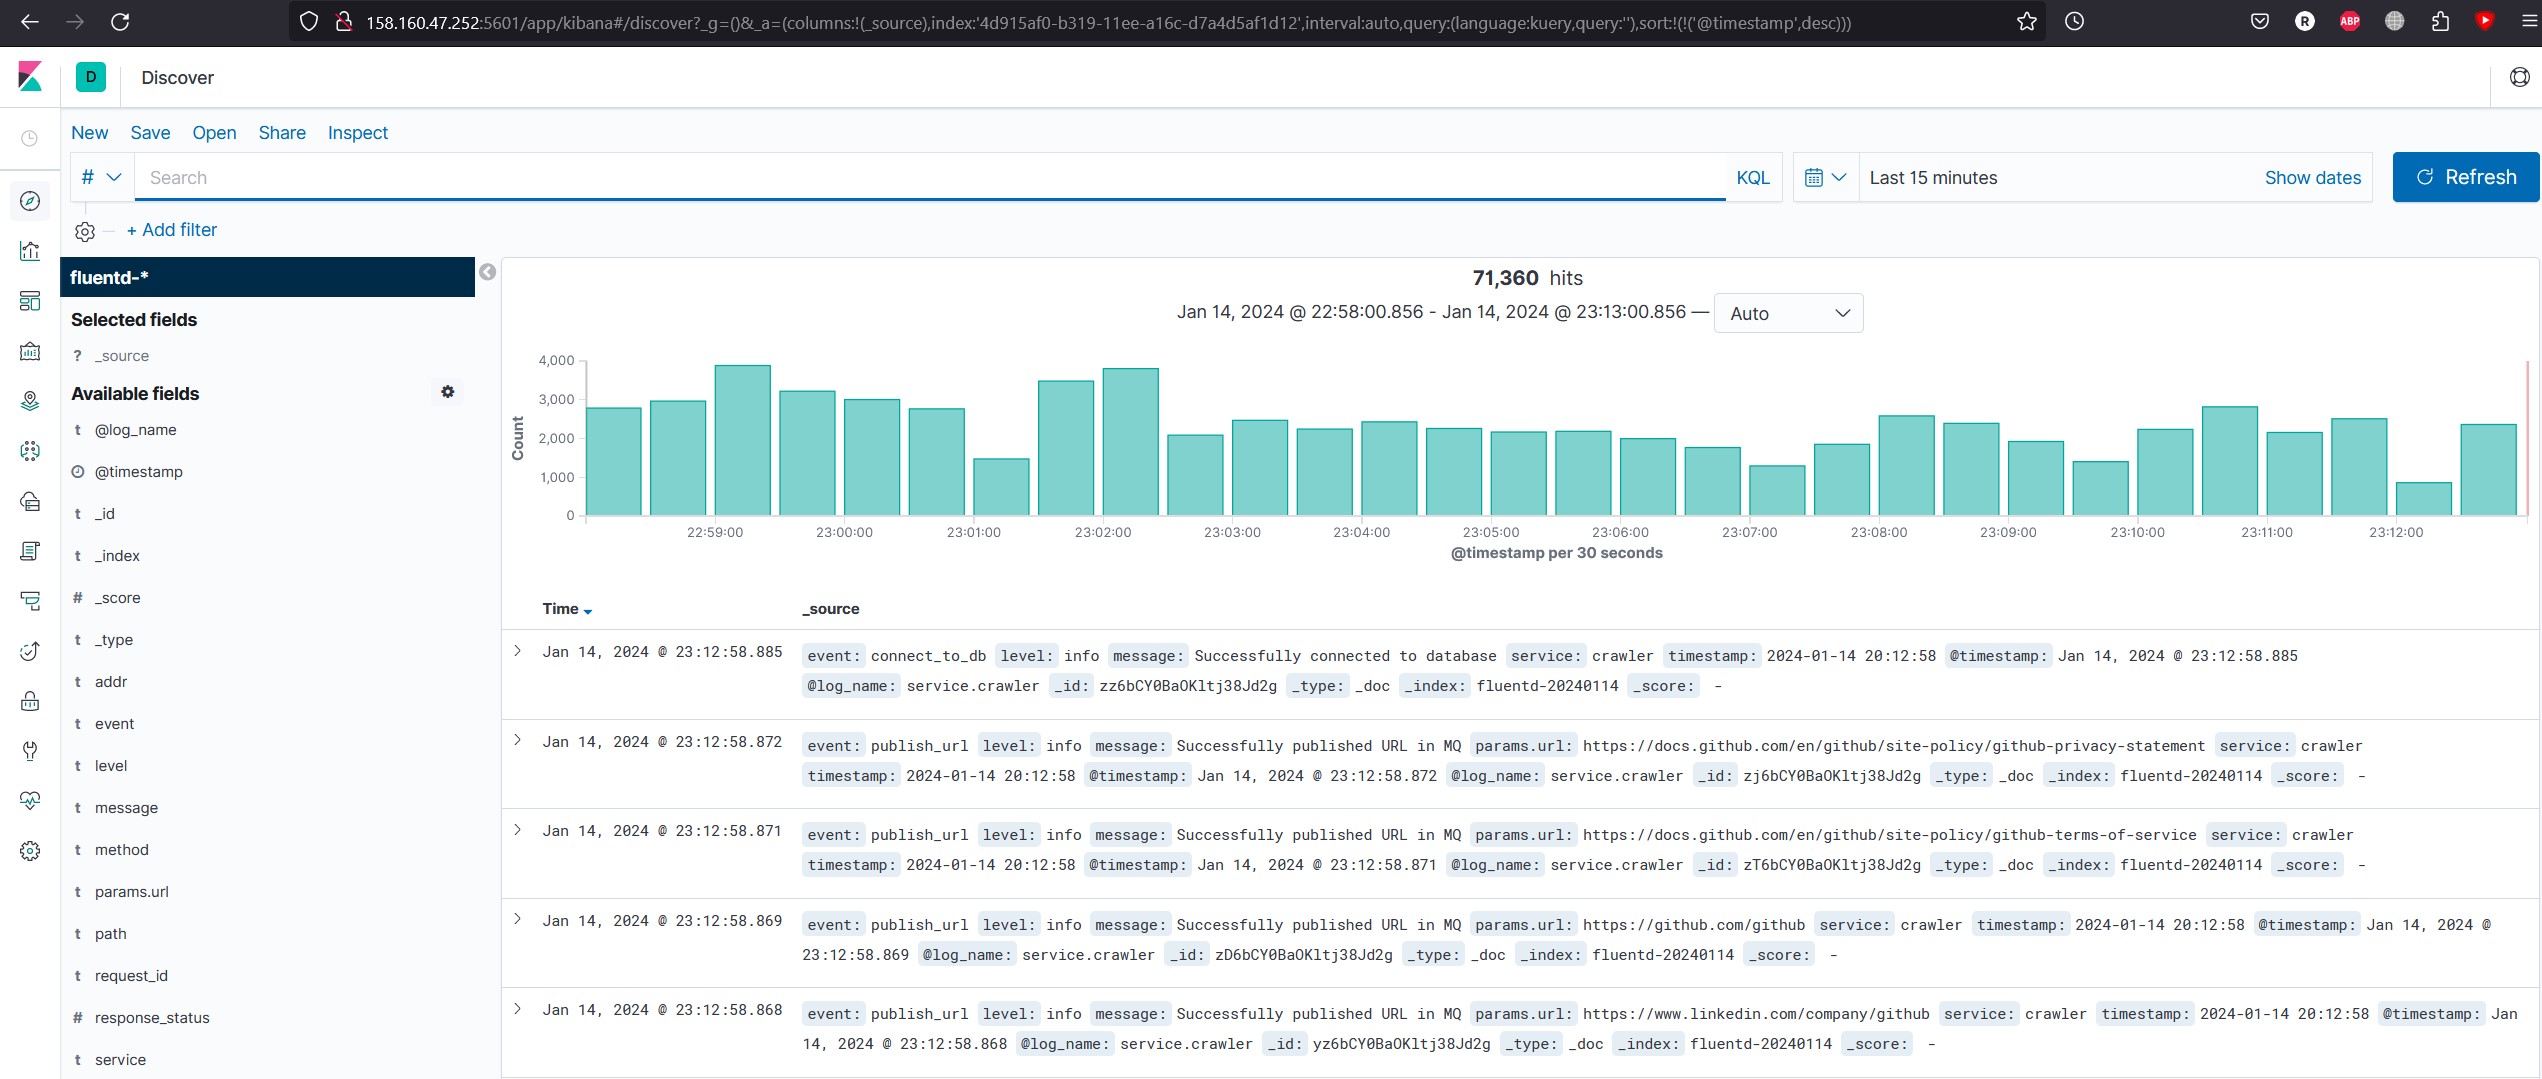 158.160.47.252:5601/app/kibana#/discover?_g=()&_a=(columns:!(_source),index:'4d915af0-b319-11ee-a16c-d7a4d5af1d12',interval:auto,query:(language:kuery,query:''),sort:!(!('@timestamp',desc)))
R
ABP
D
Discover
New Save Open Share Inspect
# Search KQL Last 15 minutes Show dates Refresh
+ Add filter
fluentd-*
Selected fields
? _source
Available fields
t @log_name
@timestamp
t _id
t _index
# _score
t _type
t addr
t event
t level
t message
t method
t params.url
t path
t request_id
# response_status
t service
71,360 hits
Jan 14, 2024 @ 22:58:00.856 - Jan 14, 2024 @ 23:13:00.856 — Auto
4,000
3,000
2,000
1,000
0
Count
22:59:00 23:00:00 23:01:00 23:02:00 23:03:00 23:04:00 23:05:00 23:06:00 23:07:00 23:08:00 23:09:00 23:10:00 23:11:00 23:12:00
@timestamp per 30 seconds
Time _source
Jan 14, 2024 @ 23:12:58.885 event: connect_to_db level: info message: Successfully connected to database service: crawler timestamp: 2024-01-14 20:12:58 @timestamp: Jan 14, 2024 @ 23:12:58.885
@log_name: service.crawler _id: zz6bCY0BaOKltj38Jd2g _type: _doc _index: fluentd-20240114 _score: -
Jan 14, 2024 @ 23:12:58.872 event: publish_url level: info message: Successfully published URL in MQ params.url: https://docs.github.com/en/github/site-policy/github-privacy-statement service: crawler
timestamp: 2024-01-14 20:12:58 @timestamp: Jan 14, 2024 @ 23:12:58.872 @log_name: service.crawler _id: zj6bCY0BaOKltj38Jd2g _type: _doc _index: fluentd-20240114 _score: -
Jan 14, 2024 @ 23:12:58.871 event: publish_url level: info message: Successfully published URL in MQ params.url: https://docs.github.com/en/github/site-policy/github-terms-of-service service: crawler
timestamp: 2024-01-14 20:12:58 @timestamp: Jan 14, 2024 @ 23:12:58.871 @log_name: service.crawler _id: zT6bCY0BaOKltj38Jd2g _type: _doc _index: fluentd-20240114 _score: -
Jan 14, 2024 @ 23:12:58.869 event: publish_url level: info message: Successfully published URL in MQ params.url: https://github.com/github service: crawler timestamp: 2024-01-14 20:12:58 @timestamp: Jan 14, 2024 @
23:12:58.869 @log_name: service.crawler _id: zD6bCY0BaOKltj38Jd2g _type: _doc _index: fluentd-20240114 _score: -
Jan 14, 2024 @ 23:12:58.868 event: publish_url level: info message: Successfully published URL in MQ params.url: https://www.linkedin.com/company/github service: crawler timestamp: 2024-01-14 20:12:58 @timestamp: Jan
14, 2024 @ 23:12:58.868 @log_name: service.crawler _id: yz6bCY0BaOKltj38Jd2g _type: _doc _index: fluentd-20240114 _score: -